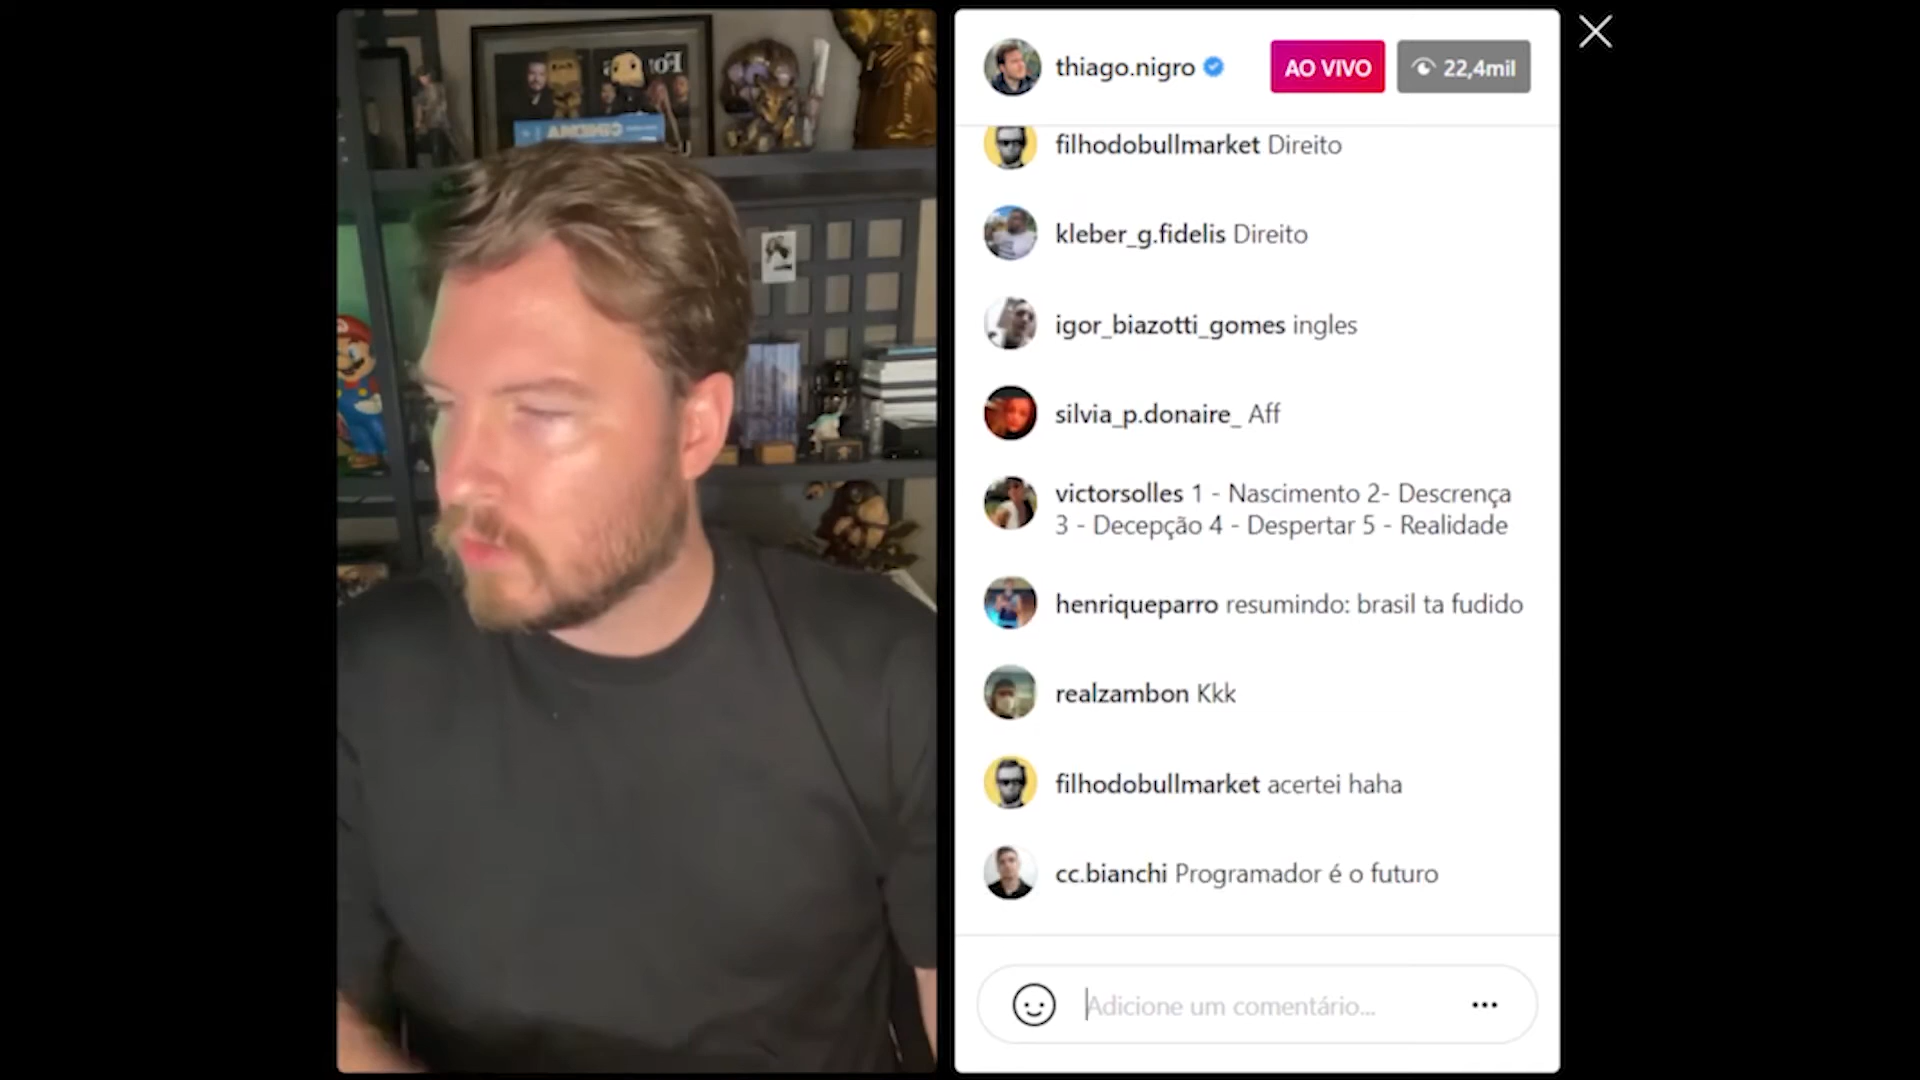 thiago.nigro
AO VIVO
22,4mil
filhodobullmarket Direito
kleber_g.fidelis Direito
igor_biazotti_gomes ingles
silvia_p.donaire_ Aff
victorsolles 1 - Nascimento 2- Descrença
3 - Decepção 4 - Despertar 5 - Realidade
henriqueparro resumindo: brasil ta fudido
realzambon Kkk
filhodobullmarket acertei haha
cc.bianchi Programador é o futuro
Adicione um comentário...
CINEMA